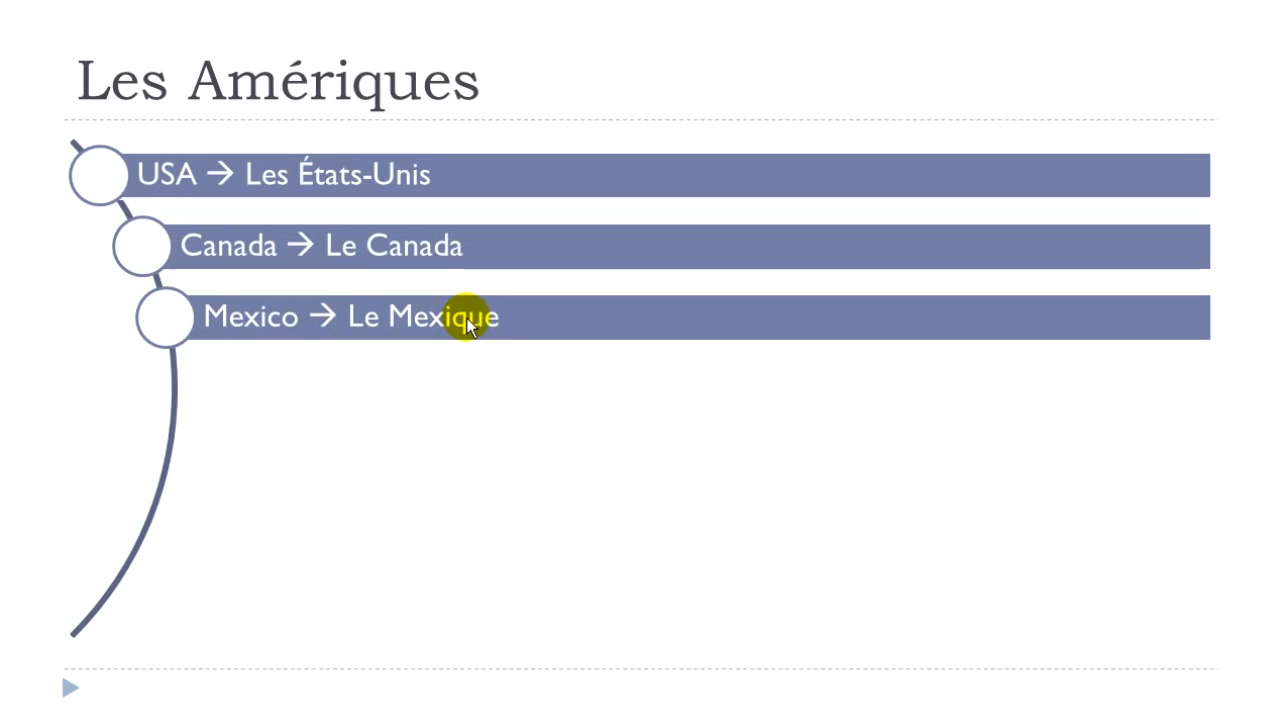 Les Amériques
USA → Les États-Unis
Canada → Le Canada
Mexico → Le Mexique